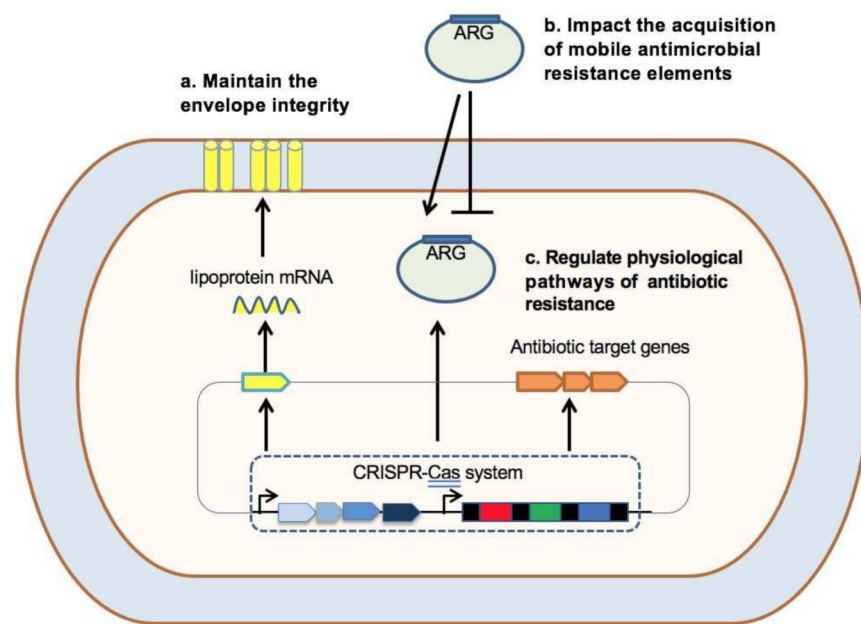 ARG
b. Impact the acquisition
of mobile antimicrobial
resistance elements
a. Maintain the
envelope integrity
ARG
c. Regulate physiological
pathways of antibiotic
resistance
lipoprotein mRNA
Antibiotic target genes
CRISPR-Cas system